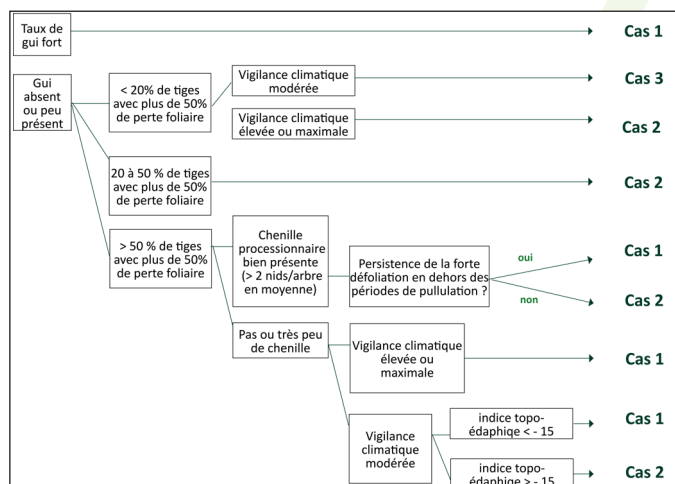 Taux de
gui fort
Cas 1
Gui
absent
ou peu
présent
< 20% de tiges
avec plus de 50%
de perte foliaire
Vigilance climatique
modérée
Cas 3
Vigilance climatique
élevée ou maximale
Cas 2
20 à 50 % de tiges
avec plus de 50%
de perte foliaire
Cas 2
> 50 % de tiges
avec plus de 50%
de perte foliaire
Chenille
processionnaire
bien présente
(> 2 nids/arbre
en moyenne)
Persistence de la forte
défoliation en dehors des
périodes de pullulation ?
oui
Cas 1
non
Cas 2
Pas ou très peu
de chenille
Vigilance climatique
élevée ou
maximale
Cas 1
Vigilance
climatique
modérée
indice topo-
édaphiqe < - 15
Cas 1
indice topo-
édaphiqe > - 15
Cas 2